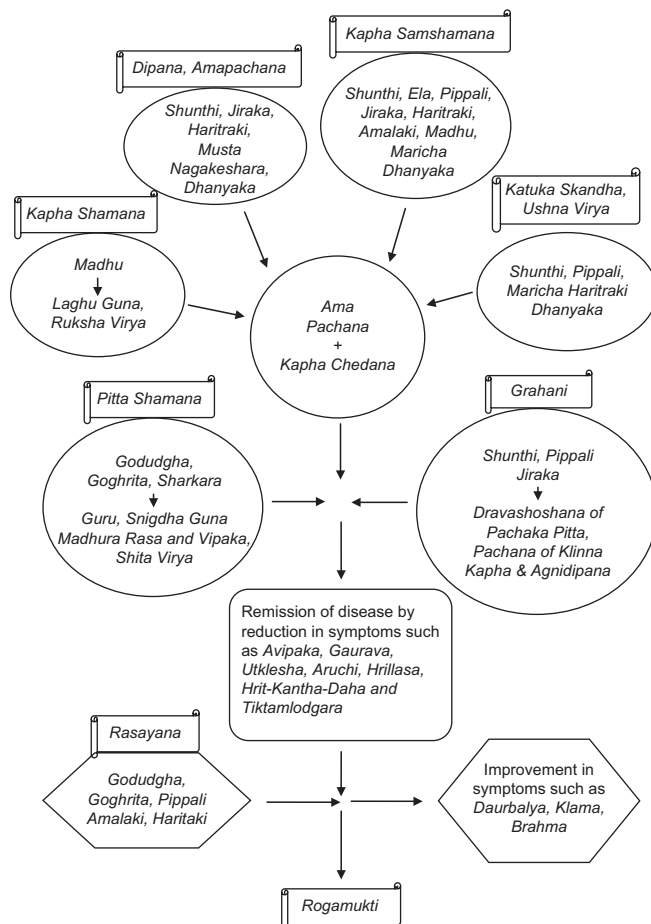 Kapha Samshamana
Shunthi, Ela, Pippali,
Jiraka, Haritraki,
Amalaki, Madhu,
Maricha
Dhanyaka
Dipana, Amapachana
Shunthi, Jiraka,
Haritraki,
Musta
Nagakeshara,
Dhanyaka
Katuka Skandha,
Ushna Virya
Shunthi, Pippali,
Maricha Haritraki
Dhanyaka
Kapha Shamana
Madhu
Laghu Guna,
Ruksha Virya
Ama
Pachana
+
Kapha Chedana
Pitta Shamana
Godudgha,
Goghrita, Sharkara
Guru, Snigdha Guna
Madhura Rasa and Vipaka,
Shita Virya
Grahani
Shunthi, Pippali
Jiraka
Dravashoshana of
Pachaka Pitta,
Pachana of Klinna
Kapha & Agnidipana
Remission of disease by
reduction in symptoms such
as Avipaka, Gaurava,
Utklesha, Aruchi, Hrillasa,
Hrit-Kantha-Daha and
Tiktamlodgara
Rasayana
Godudgha,
Goghrita, Pippali
Amalaki, Haritaki
Improvement in
symptoms such as
Daurbalya, Klama,
Brahma
Rogamukti